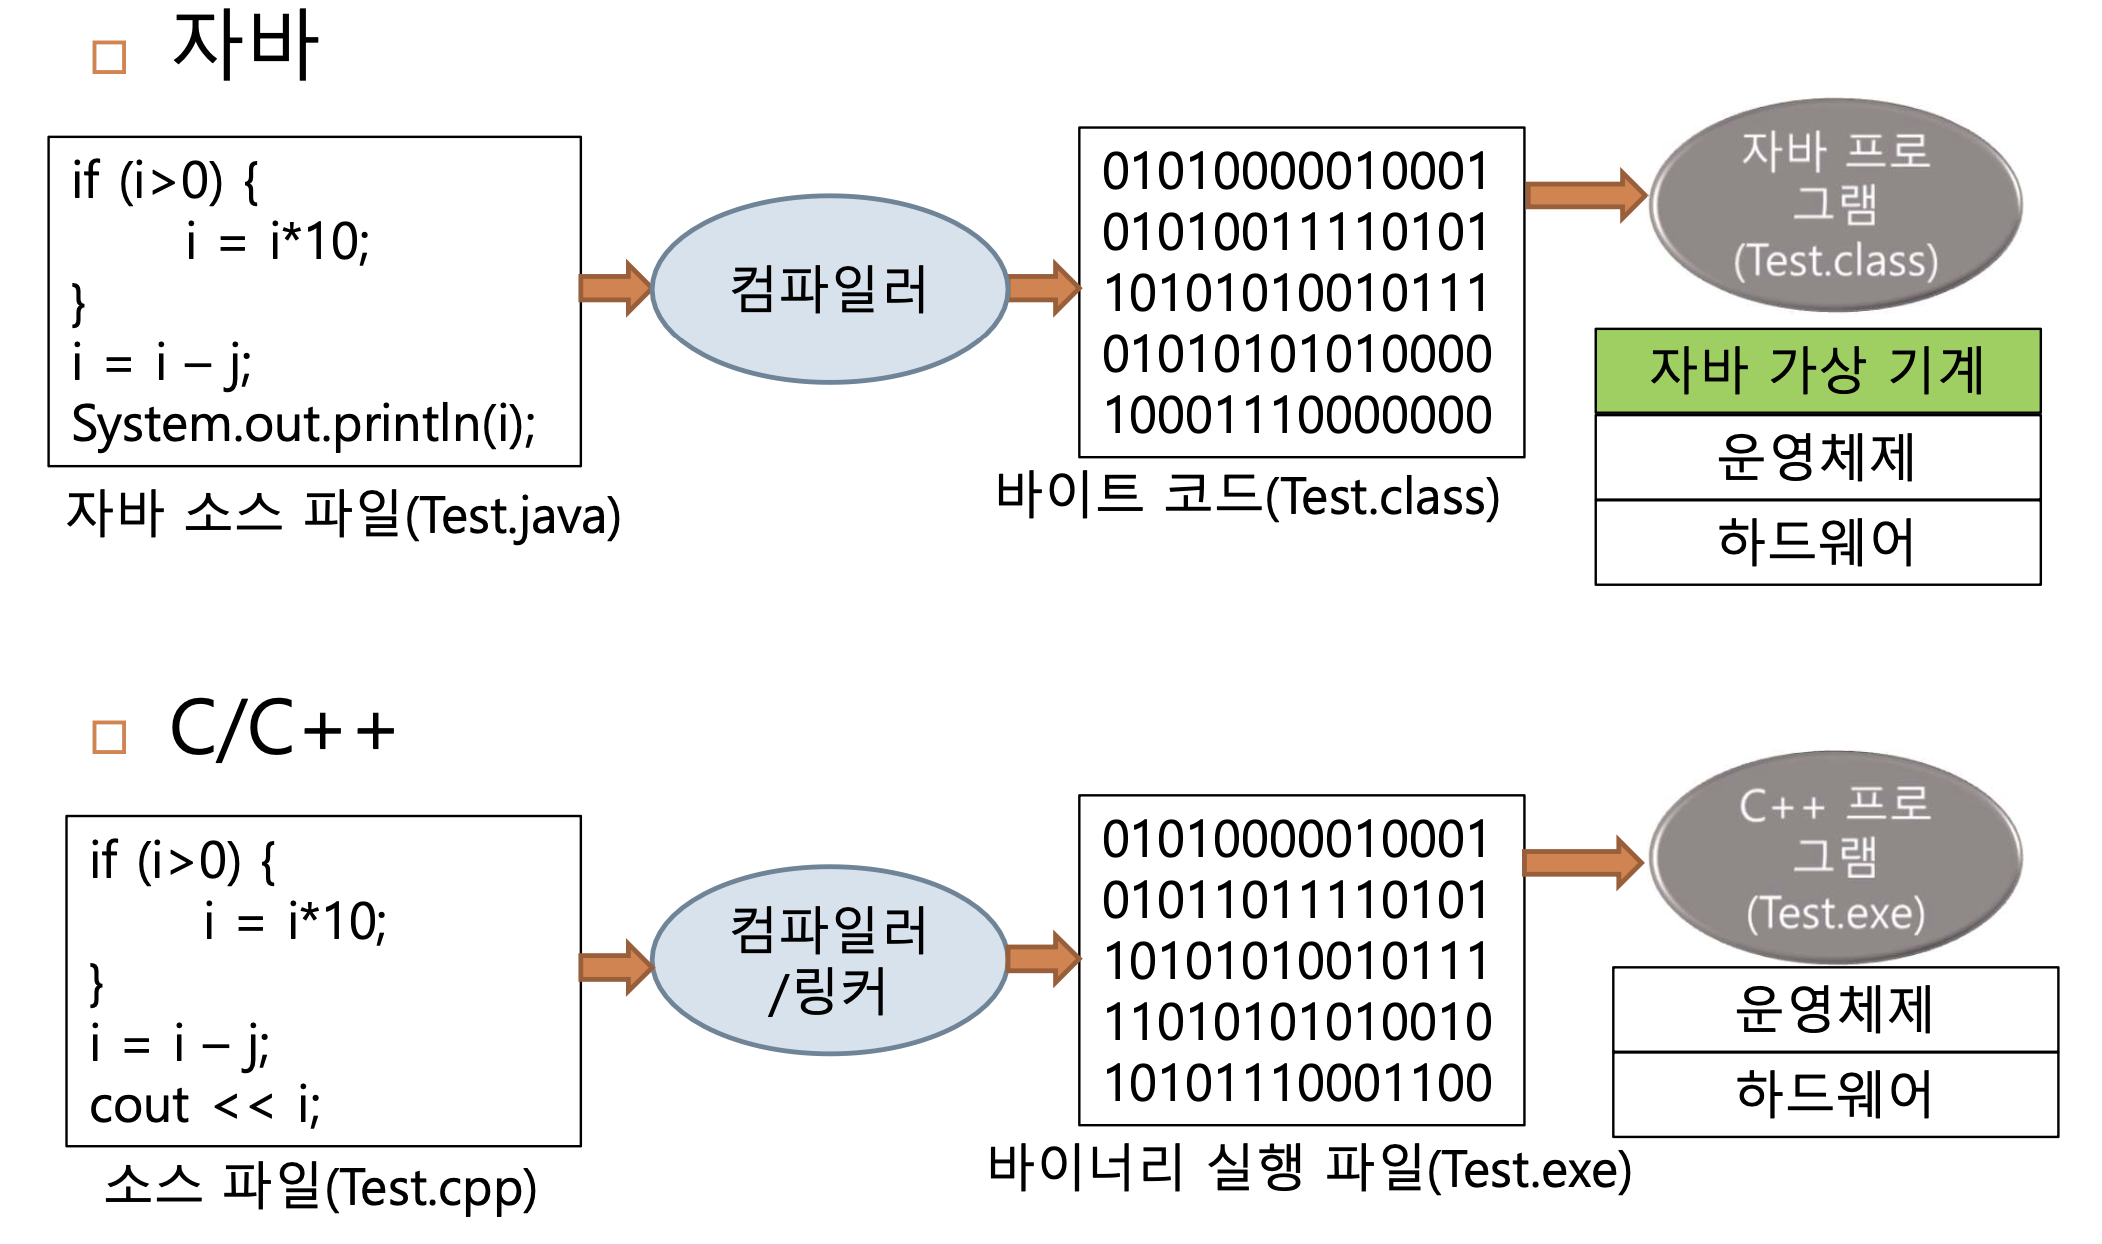 자바
if (i>0) {
i = i*10;
}
i = i – j;
System.out.println(i);
자바 소스 파일(Test.java)
컴파일러
01010000010001
01010011110101
10101010010111
01010101010000
10001110000000
바이트 코드(Test.class)
자바 프로
그램
(Test.class)
자바 가상 기계
운영체제
하드웨어
C/C++
if (i>0) {
i = i*10;
}
i = i – j;
cout << i;
소스 파일(Test.cpp)
컴파일러
/링커
01010000010001
01011011110101
10101010010111
11010101010010
10101110001100
바이너리 실행 파일(Test.exe)
C++ 프로
그램
(Test.exe)
운영체제
하드웨어